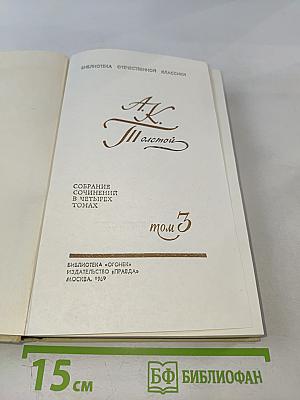 БИБЛИОТЕКА ОТЕЧЕСТВЕННОЙ КЛАССИКИ
А.К.
Толстой
СОБРАНИЕ
СОЧИНЕНИЙ
В ЧЕТЫРЕХ
ТОМАХ
том 3
БИБЛИОТЕКА «ОГОНЕК»
ИЗДАТЕЛЬСТВО «ПРАВДА»
МОСКВА, 1969
15 см
БФ БИБЛИОФАН